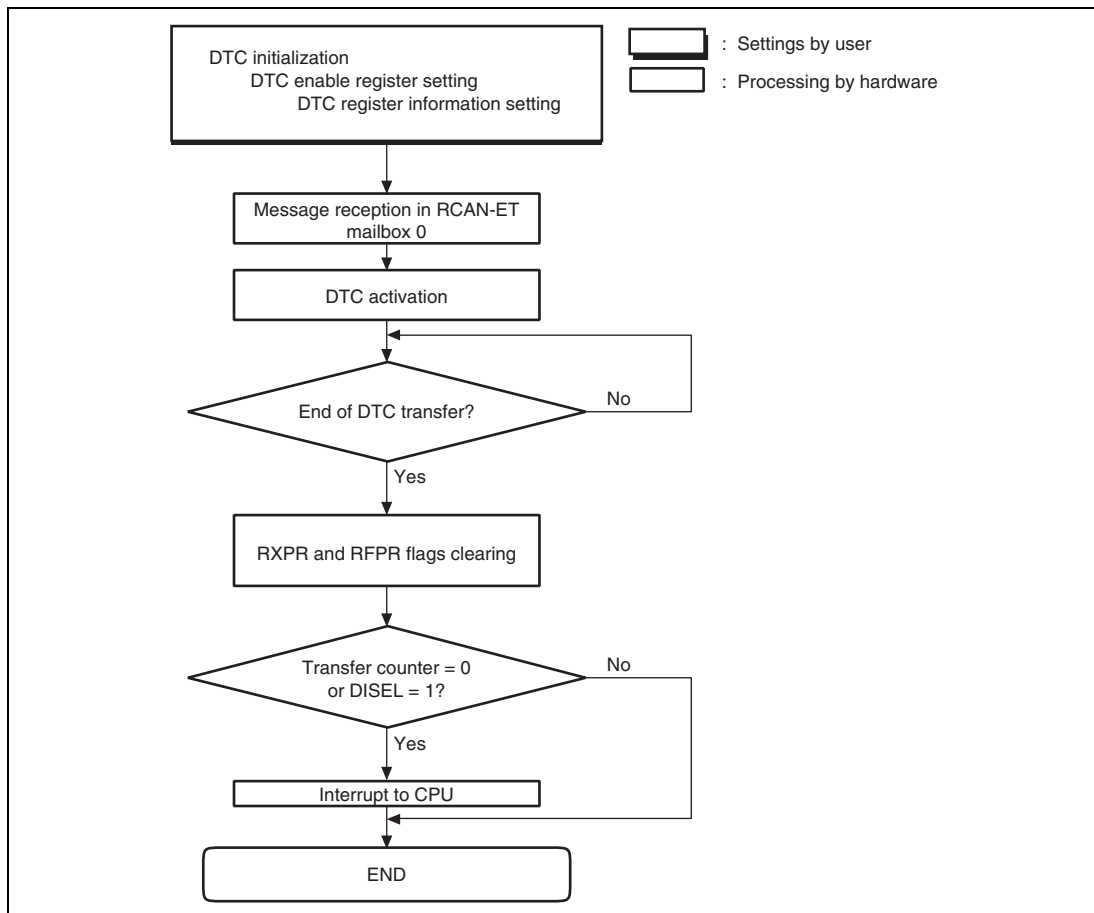 DTC initialization
DTC enable register setting
DTC register information setting
: Settings by user
: Processing by hardware
Message reception in RCAN-ET
mailbox 0
DTC activation
End of DTC transfer?
No
Yes
RXPR and RFPR flags clearing
Transfer counter = 0
or DISEL = 1?
No
Yes
Interrupt to CPU
END